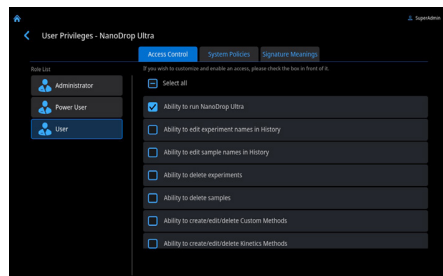 SuperAdmin
User Privileges - NanoDrop Ultra
Access Control System Policies Signature Meanings
Role List
If you wish to customize and enable an access, please check the box in front of it.
Select all
Administrator
Ability to run NanoDrop Ultra
Power User
Ability to edit experiment names in History
User
Ability to edit sample names in History
Ability to delete experiments
Ability to delete samples
Ability to create/edit/delete Custom Methods
Ability to create/edit/delete Kinetics Methods